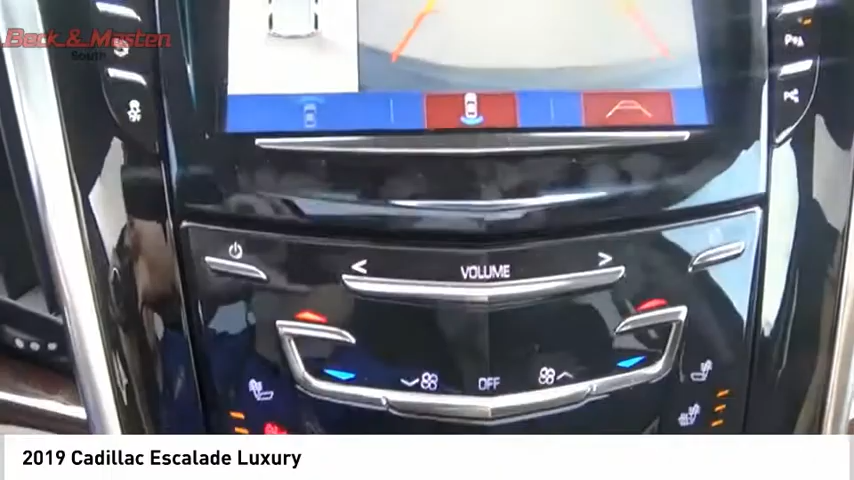 Beck & Masten
South
< VOLUME >
OFF
2019 Cadillac Escalade Luxury